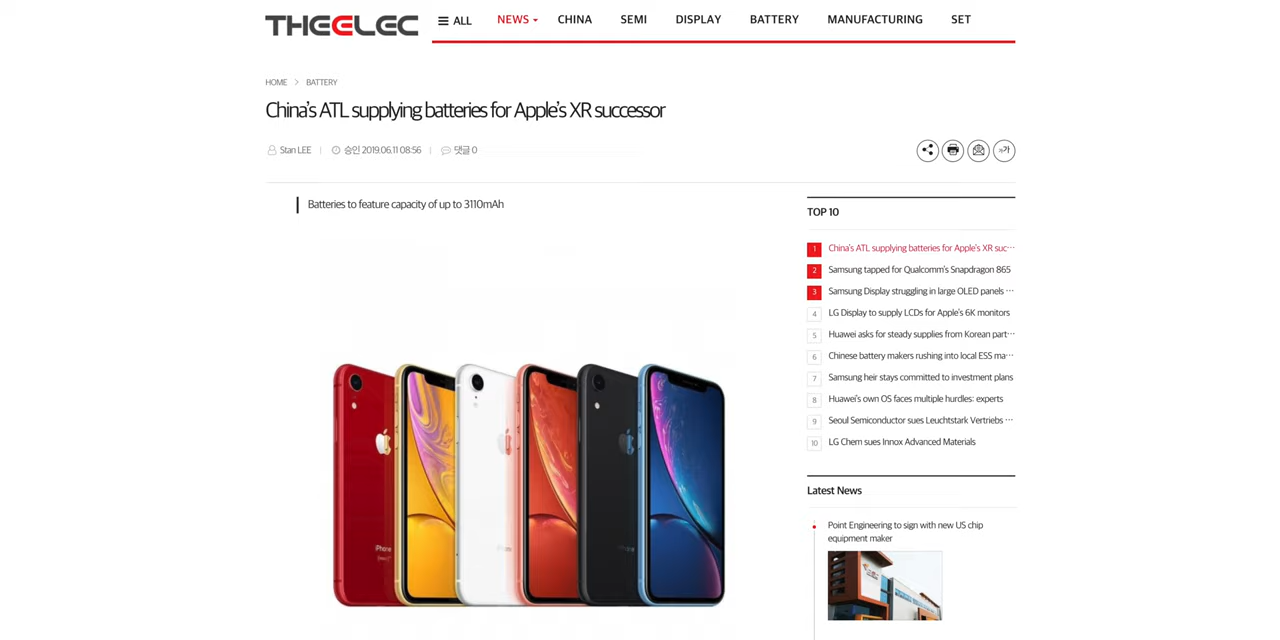 THEELEC
ALL
NEWS
CHINA
SEMI
DISPLAY
BATTERY
MANUFACTURING
SET
HOME > BATTERY
China's ATL supplying batteries for Apple's XR successor
Stan LEE | 승인 2019.06.11 08:56 | 댓글 0
가
Batteries to feature capacity of up to 3110mAh
iPhone
TOP 10
1 China's ATL supplying batteries for Apple's XR suc…
2 Samsung tapped for Qualcomm's Snapdragon 865
3 Samsung Display struggling in large OLED panels …
4 LG Display to supply LCDs for Apple's 6K monitors
5 Huawei asks for steady supplies from Korean part…
6 Chinese battery makers rushing into local ESS ma…
7 Samsung heir stays committed to investment plans
8 Huawei's own OS faces multiple hurdles: experts
9 Seoul Semiconductor sues Leuchtstark Vertriebs …
10 LG Chem sues Innox Advanced Materials
Latest News
Point Engineering to sign with new US chip
equipment maker